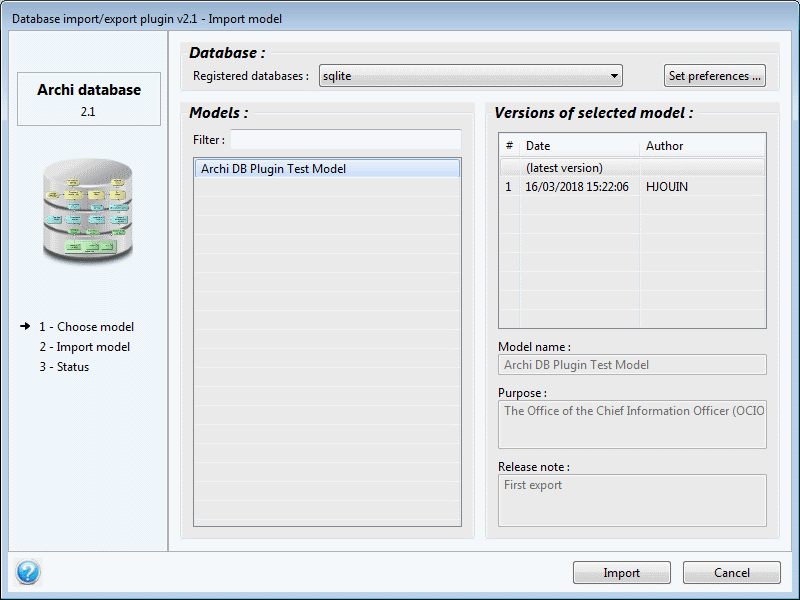 Database import/export plugin v2.1 - Import model
Archi database
2.1
1 - Choose model
2 - Import model
3 - Status
Database :
Registered databases :
sqlite
Set preferences ...
Models :
Filter :
Archi DB Plugin Test Model
Versions of selected model :
# Date Author
(latest version)
1 16/03/2018 15:22:06 HJOUIN
Model name :
Archi DB Plugin Test Model
Purpose :
The Office of the Chief Information Officer (OCIO
Release note :
First export
?
Import
Cancel